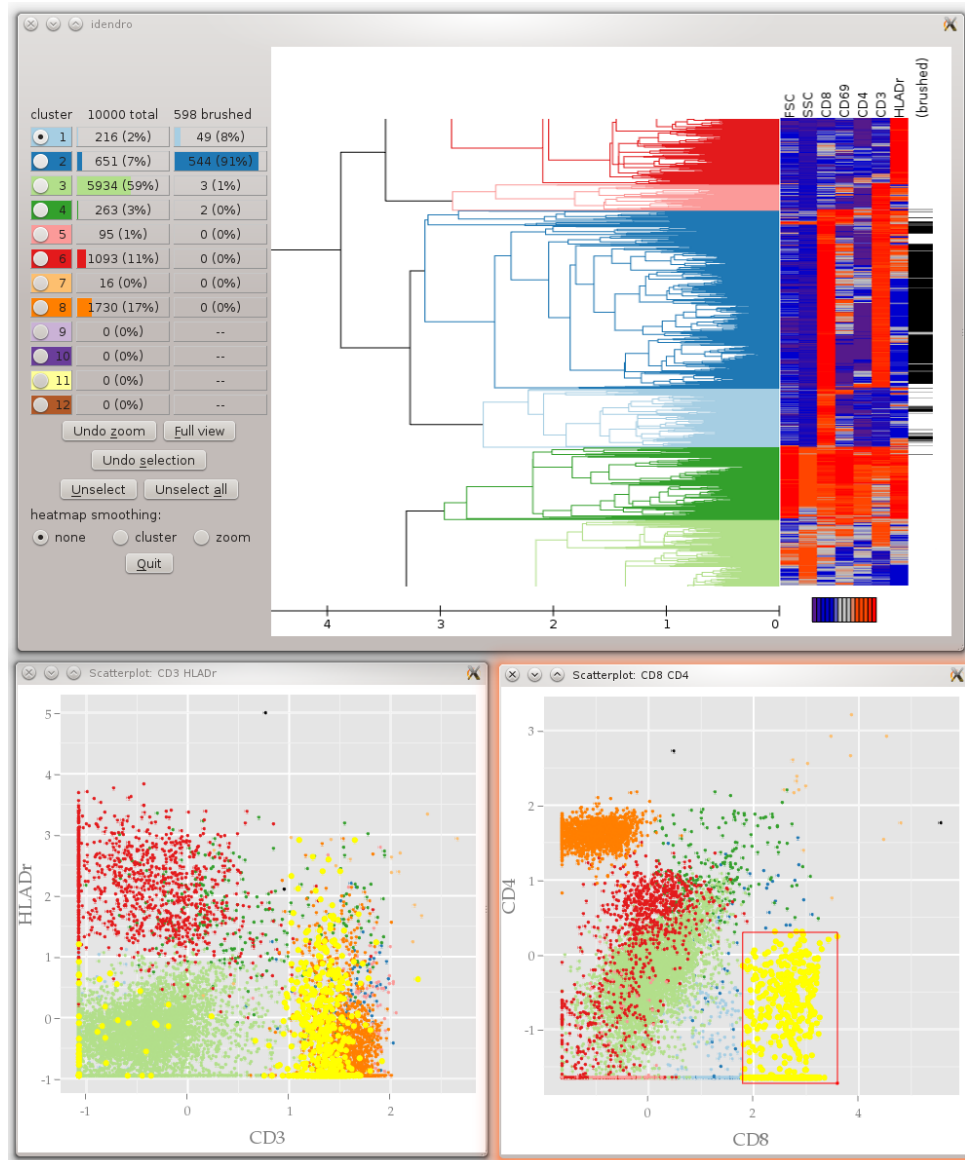 idendro
cluster 10000 total 598 brushed
1 216 (2%) 49 (8%)
2 651 (7%) 544 (91%)
3 5934 (59%) 3 (1%)
4 263 (3%) 2 (0%)
5 95 (1%) 0 (0%)
6 1093 (11%) 0 (0%)
7 16 (0%) 0 (0%)
8 1730 (17%) 0 (0%)
9 0 (0%) --
10 0 (0%) --
11 0 (0%) --
12 0 (0%) --
Undo zoom Full view
Undo selection
Unselect Unselect all
heatmap smoothing:
none cluster zoom
Quit
FSC SSC CD8 CD69 CD4 CD3 HLADr (brushed)
4 3 2 1 0
Scatterplot: CD3 HLADr
5
4
3
2
1
0
-1
HLADr
-1 0 1 2
CD3
Scatterplot: CD8 CD4
3
2
1
0
-1
CD4
0 2 4
CD8